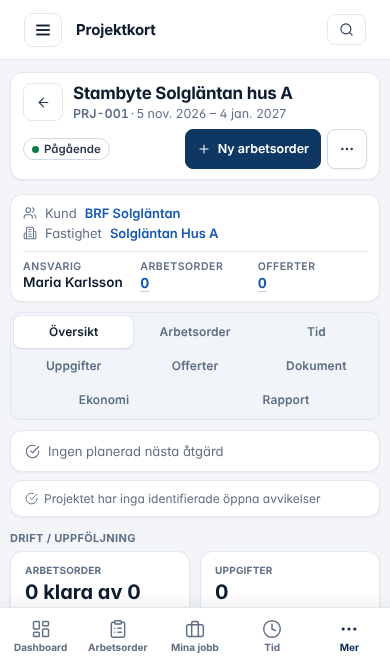 Projektkort
Stambyte Solgläntan hus A
PRJ-001 · 5 nov. 2026 – 4 jan. 2027
Pågående
Ny arbetsorder
Kund BRF Solgläntan
Fastighet Solgläntan Hus A
ANSVARIG ARBETSORDER OFFERTER
Maria Karlsson 0 0
Översikt Arbetsorder Tid
Uppgifter Offerter Dokument
Ekonomi Rapport
Ingen planerad nästa åtgärd
Projektet har inga identifierade öppna avvikelser
DRIFT / UPPFÖLJNING
ARBETSORDER UPPGIFTER
0 klara av 0 0
Dashboard Arbetsorder Mina jobb Tid Mer